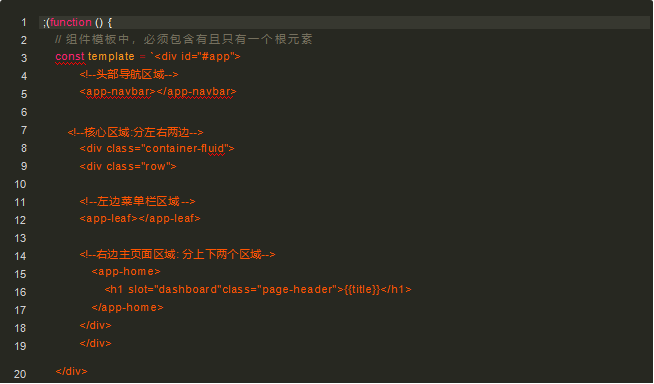 1 ;(function () {
2 // 组件模板中，必须包含有且只有一个根元素
3 const template = `<div id="#app">
4 <!--头部导航区域-->
5 <app-navbar></app-navbar>
6
7 <!--核心区域:分左右两边-->
8 <div class="container-fluid">
9 <div class="row">
10
11 <!--左边菜单栏区域-->
12 <app-leaf></app-leaf>
13
14 <!--右边主页面区域: 分上下两个区域-->
15 <app-home>
16 <h1 slot="dashboard"class="page-header">{{title}}</h1>
17 </app-home>
18 </div>
19 </div>
20 </div>